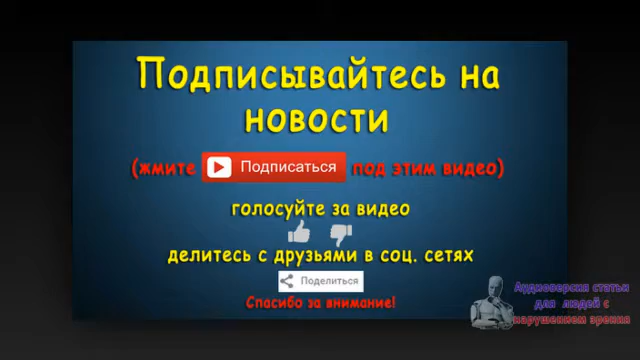 Подписывайтесь на
новости
(жмите Подписаться под этим видео)
голосуйте за видео
делитесь с друзьями в соц. сетях
Поделиться
Спасибо за внимание!
Аудиоверсия статьи
для людей с
нарушением зрения